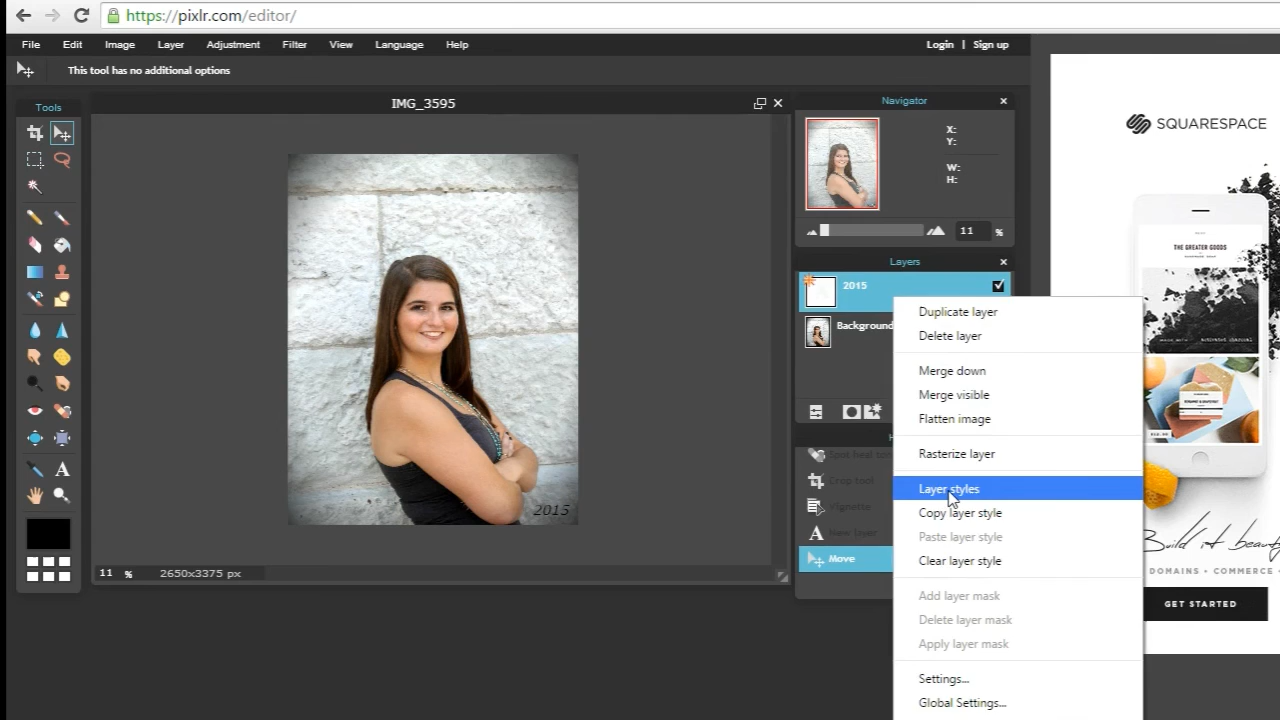 https://pixlr.com/editor/
File Edit Image Layer Adjustment Filter View Language Help Login | Sign up
This tool has no additional options
Tools
IMG_3595
Navigator
X:
Y:
W:
H:
11 %
Layers
2015
Background
Spot heal
Crop tool
Vignette
New layer
Move
Duplicate layer
Delete layer
Merge down
Merge visible
Flatten image
Rasterize layer
Layer styles
Copy layer style
Paste layer style
Clear layer style
Add layer mask
Delete layer mask
Apply layer mask
Settings...
Global Settings...
2015
11 % 2650x3375 px
SQUARESPACE
THE GREATER GOODS
Build it
DOMAINS • COMMERCE •
GET STARTED